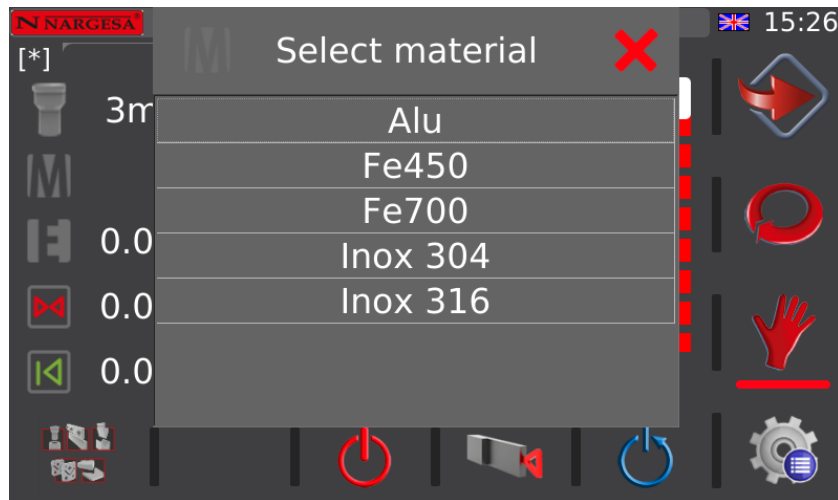 N NARGESA
Select material
15:26
[*]
3m
Alu
Fe450
Fe700
Inox 304
Inox 316
M
E
0.0
0.0
0.0